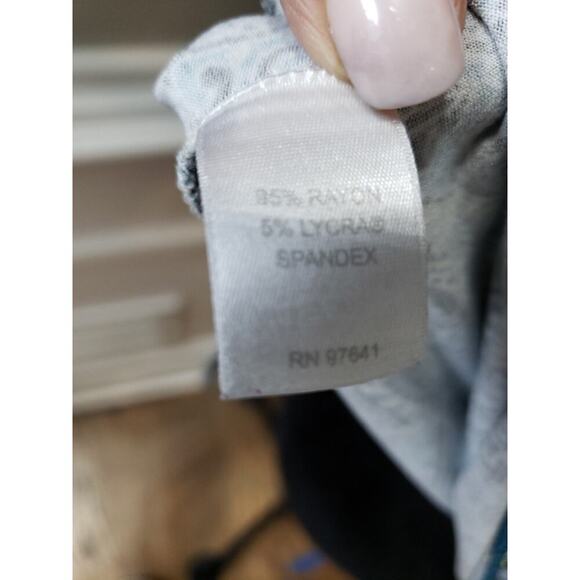 95% RAYON
5% LYCRA®
SPANDEX
RN 97641